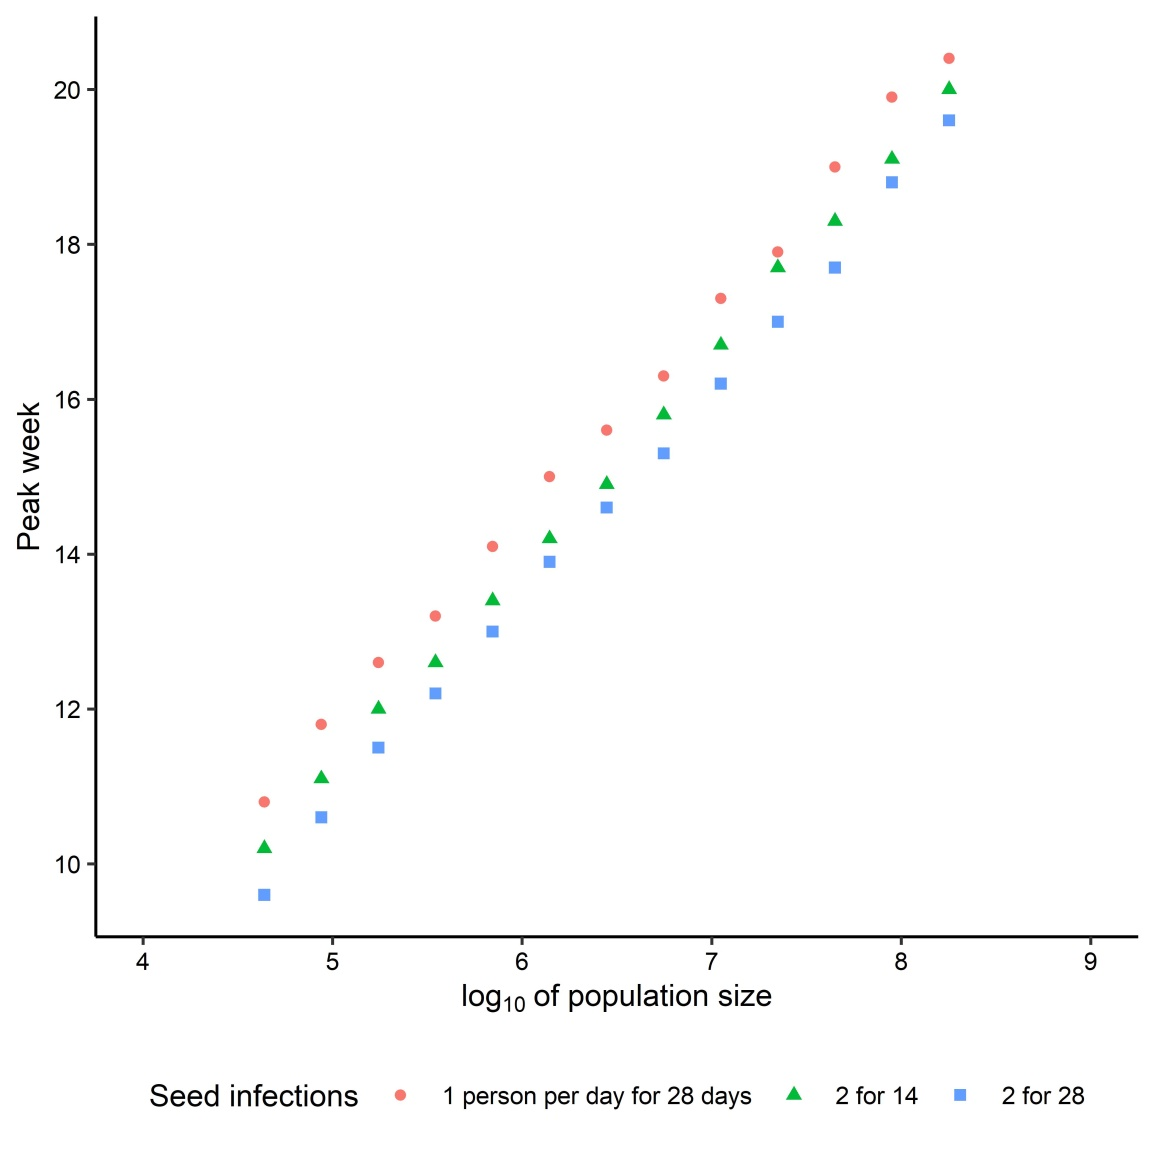 20
18
16
14
12
10
Peak week
4 5 6 7 8 9
log₁₀ of population size
Seed infections 1 person per day for 28 days 2 for 14 2 for 28